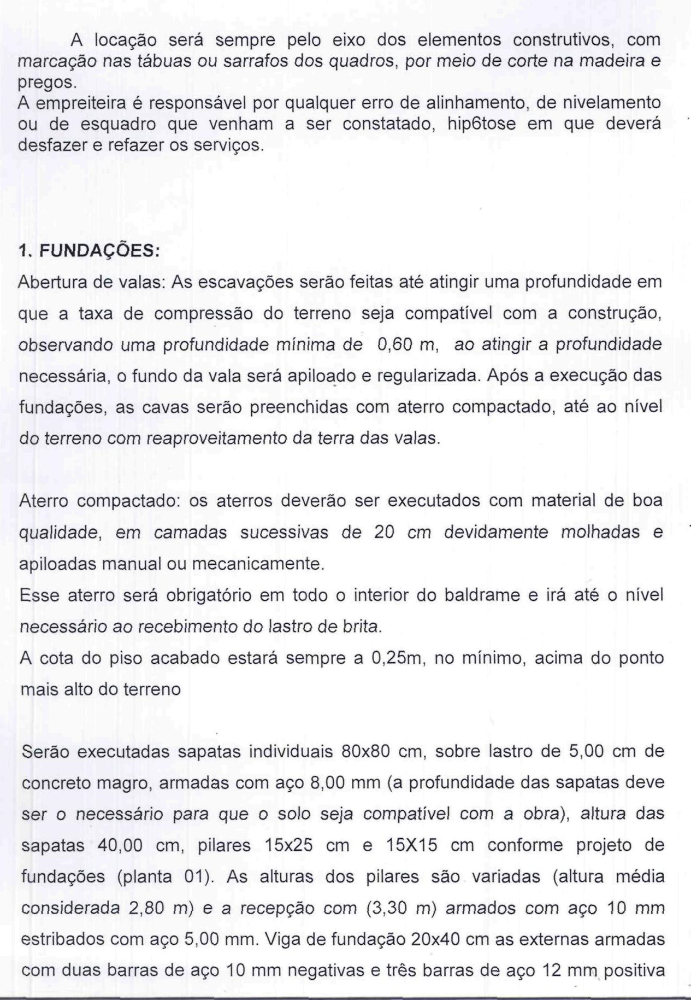 A locação será sempre pelo eixo dos elementos construtivos, com
marcação nas tábuas ou sarrafos dos quadros, por meio de corte na madeira e
pregos.
A empreiteira é responsável por qualquer erro de alinhamento, de nivelamento
ou de esquadro que venham a ser constatado, hip6tose em que deverá
desfazer e refazer os serviços.
1. FUNDAÇÕES:
Abertura de valas: As escavações serão feitas até atingir uma profundidade em
que a taxa de compressão do terreno seja compatível com a construção,
observando uma profundidade mínima de 0,60 m, ao atingir a profundidade
necessária, o fundo da vala será apiloado e regularizada. Após a execução das
fundações, as cavas serão preenchidas com aterro compactado, até ao nível
do terreno com reaproveitamento da terra das valas.
Aterro compactado: os aterros deverão ser executados com material de boa
qualidade, em camadas sucessivas de 20 cm devidamente molhadas e
apiloadas manual ou mecanicamente.
Esse aterro será obrigatório em todo o interior do baldrame e irá até o nível
necessário ao recebimento do lastro de brita.
A cota do piso acabado estará sempre a 0,25m, no mínimo, acima do ponto
mais alto do terreno
Serão executadas sapatas individuais 80x80 cm, sobre lastro de 5,00 cm de
concreto magro, armadas com aço 8,00 mm (a profundidade das sapatas deve
ser o necessário para que o solo seja compatível com a obra), altura das
sapatas 40,00 cm, pilares 15x25 cm e 15X15 cm conforme projeto de
fundações (planta 01). As alturas dos pilares são variadas (altura média
considerada 2,80 m) e a recepção com (3,30 m) armados com aço 10 mm
estribados com aço 5,00 mm. Viga de fundação 20x40 cm as externas armadas
com duas barras de aço 10 mm negativas e três barras de aço 12 mm positiva